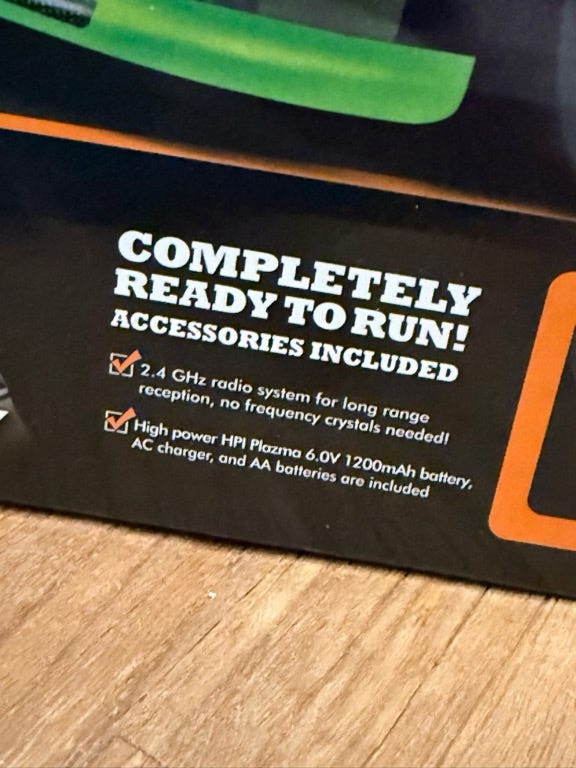 COMPLETELY
READY TO RUN!
ACCESSORIES INCLUDED
2.4 GHz radio system for long range
reception, no frequency crystals needed!
High power HPI Plazma 6.0V 1200mAh battery,
AC charger, and AA batteries are included